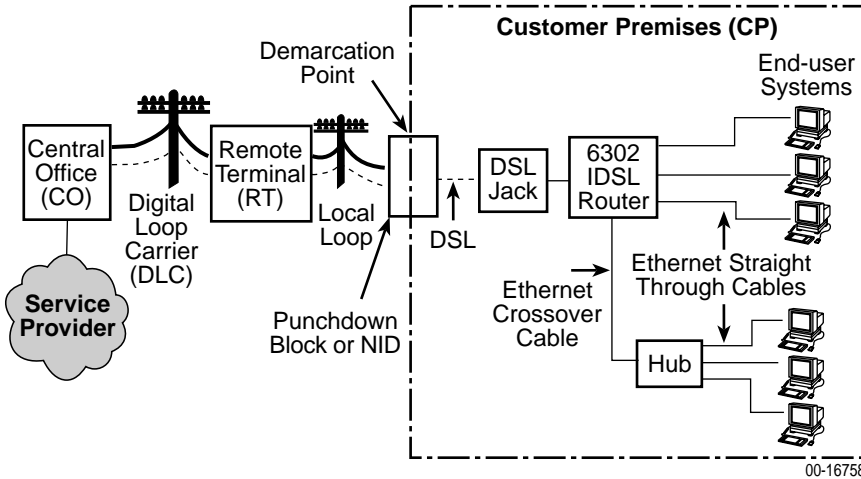 Customer Premises (CP)
Demarcation
Point
End-user
Systems
Central
Office
(CO)
Remote
Terminal
(RT)
DSL
Jack
6302
IDSL
Router
Digital
Loop
Carrier
(DLC)
Local
Loop
DSL
Service
Provider
Punchdown
Block or NID
Ethernet
Crossover
Cable
Ethernet Straight
Through Cables
Hub
00-16758